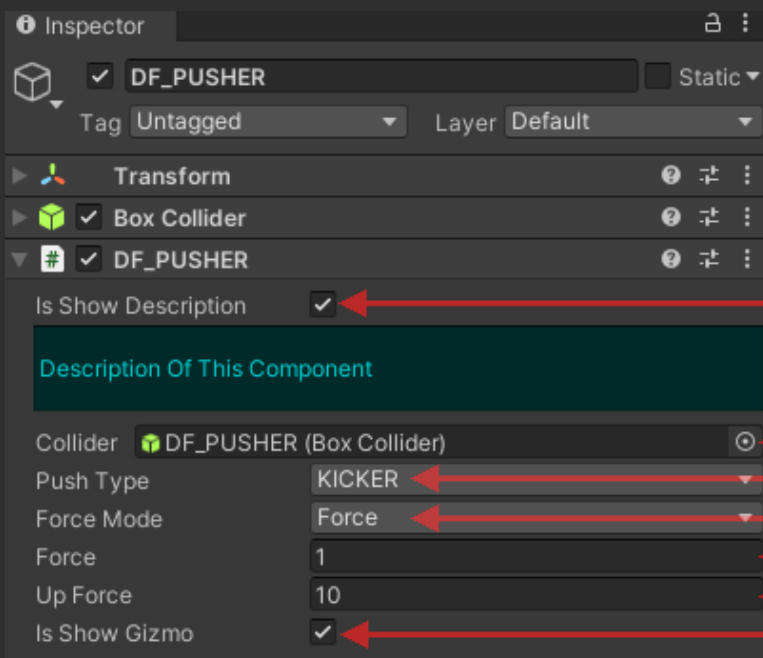 Inspector
DF_PUSHER Static
Tag Untagged Layer Default
Transform
Box Collider
# DF_PUSHER
Is Show Description
Description Of This Component
Collider DF_PUSHER (Box Collider)
Push Type KICKER
Force Mode Force
Force 1
Up Force 10
Is Show Gizmo